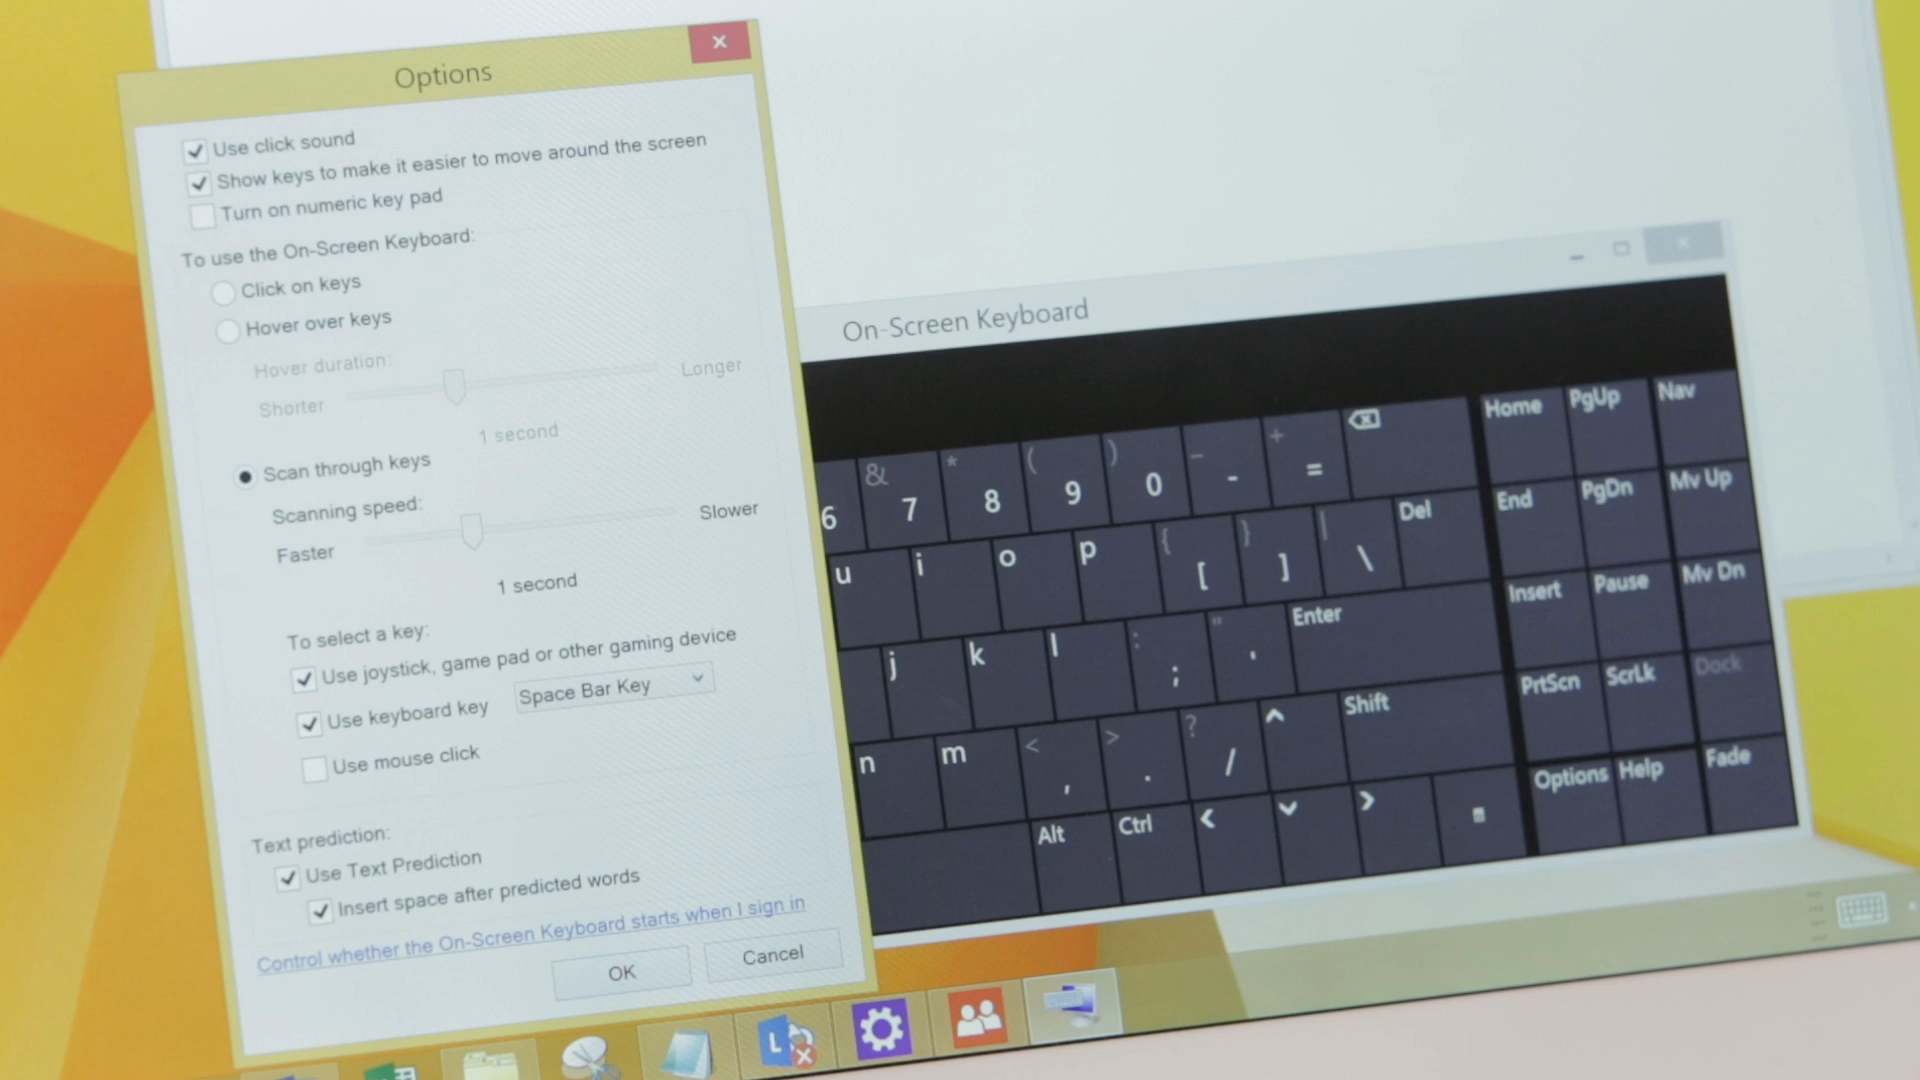 Options
Use click sound
Show keys to make it easier to move around the screen
Turn on numeric key pad
To use the On-Screen Keyboard:
Click on keys
Hover over keys
Hover duration:
Shorter Longer
1 second
Scan through keys
Scanning speed:
Faster Slower
1 second
To select a key:
Use joystick, game pad or other gaming device
Use keyboard key Space Bar Key
Use mouse click
Text prediction:
Use Text Prediction
Insert space after predicted words
Control whether the On-Screen Keyboard starts when I sign in
OK Cancel
On-Screen Keyboard
6 & 7 * 8 ( 9 ) 0 _ - + = Home PgUp Nav
u i o p { [ } ] | \ Del End PgDn Mv Up
j k l : ; " ' Enter Insert Pause Mv Dn
n m < , > . ? / ^ Shift PrtScn ScrLk Dock
Alt Ctrl < v > Options Help Fade
L